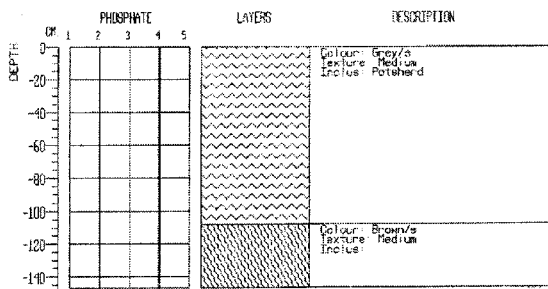 PHOSPHATE LAYERS DESCRIPTION
CM. 1 2 3 4 5
DEPTH
0
-20
-40
-60
-80
-100
-120
-140
Colour: Grey/s
Texture: Medium
Inclus: Potsherd
Colour: Brown/s
Texture: Medium
Inclus: